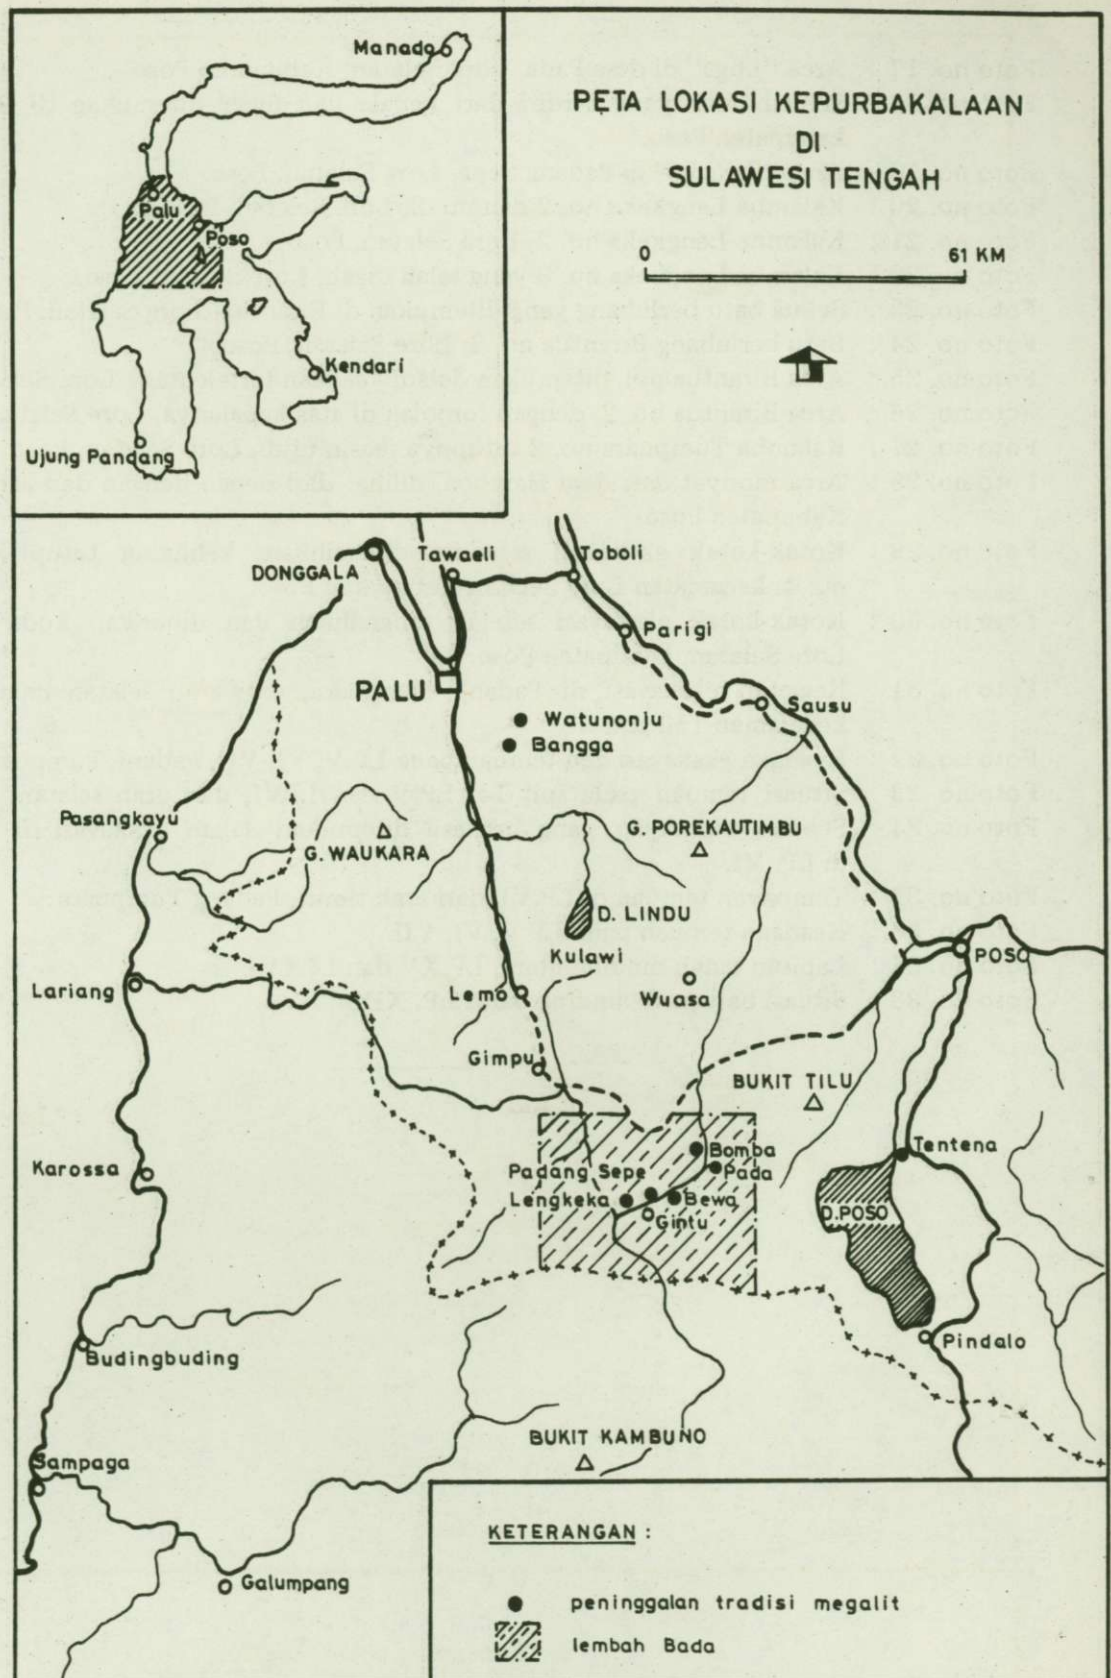 Manado
Palu
Poso
Kendari
Ujung Pandang
PETA LOKASI KEPURBAKALAAN
DI
SULAWESI TENGAH
0 61 KM
DONGGALA
Tawaeli
Toboli
Parigi
PALU
Sausu
Watunonju
Bangga
Pasangkayu
G. WAUKARA
G. POREKAUTIMBU
D. LINDU
Kulawi
POSO
Lariang
Lemo
Wuasa
Gimpu
BUKIT TILU
Karossa
Bomba
Padang Sepe
Pada
Tentena
Lengkeka
Bewa
Gintu
D. POSO
Budingbuding
Pindalo
BUKIT KAMBUNO
Sampaga
Galumpang
KETERANGAN :
peninggalan tradisi megalit
lembah Bada